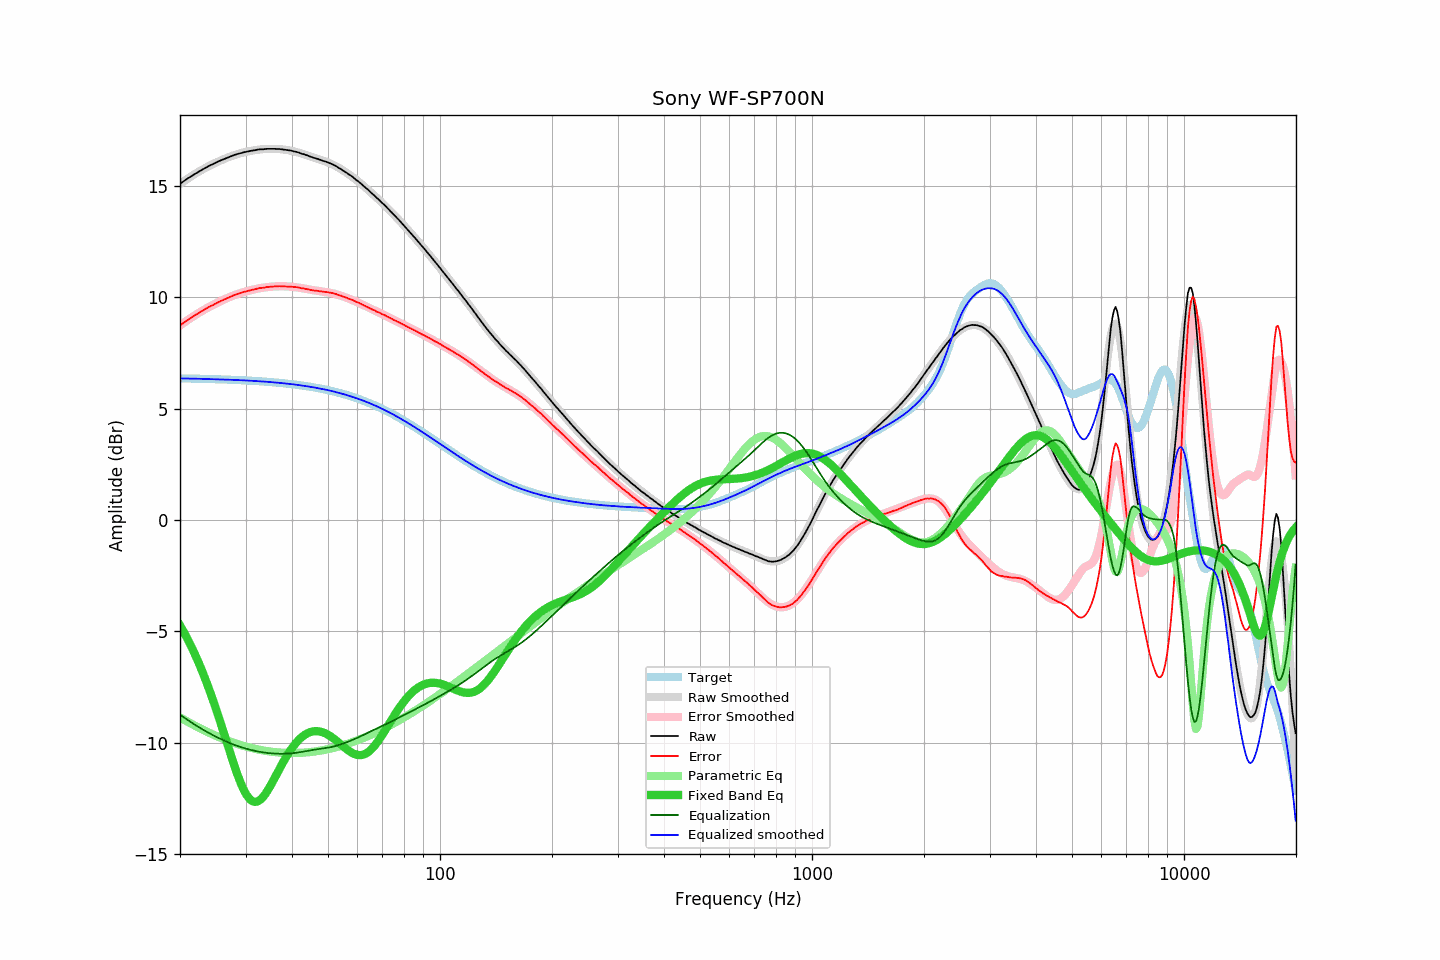 Sony WF-SP700N
Amplitude (dBr)
15
10
5
0
−5
−10
−15
Target
Raw Smoothed
Error Smoothed
Raw
Error
Parametric Eq
Fixed Band Eq
Equalization
Equalized smoothed
100
1000
10000
Frequency (Hz)